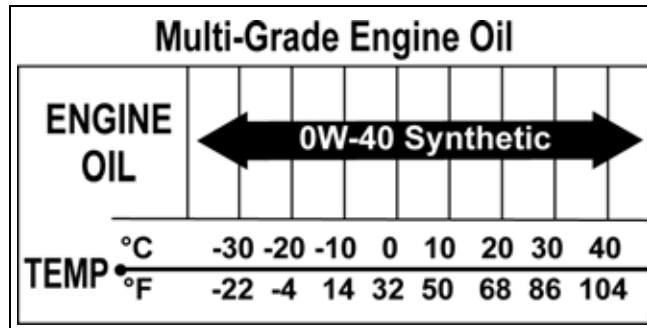 Multi-Grade Engine Oil
ENGINE
OIL
0W-40 Synthetic
°C -30 -20 -10 0 10 20 30 40
TEMP
°F -22 -4 14 32 50 68 86 104